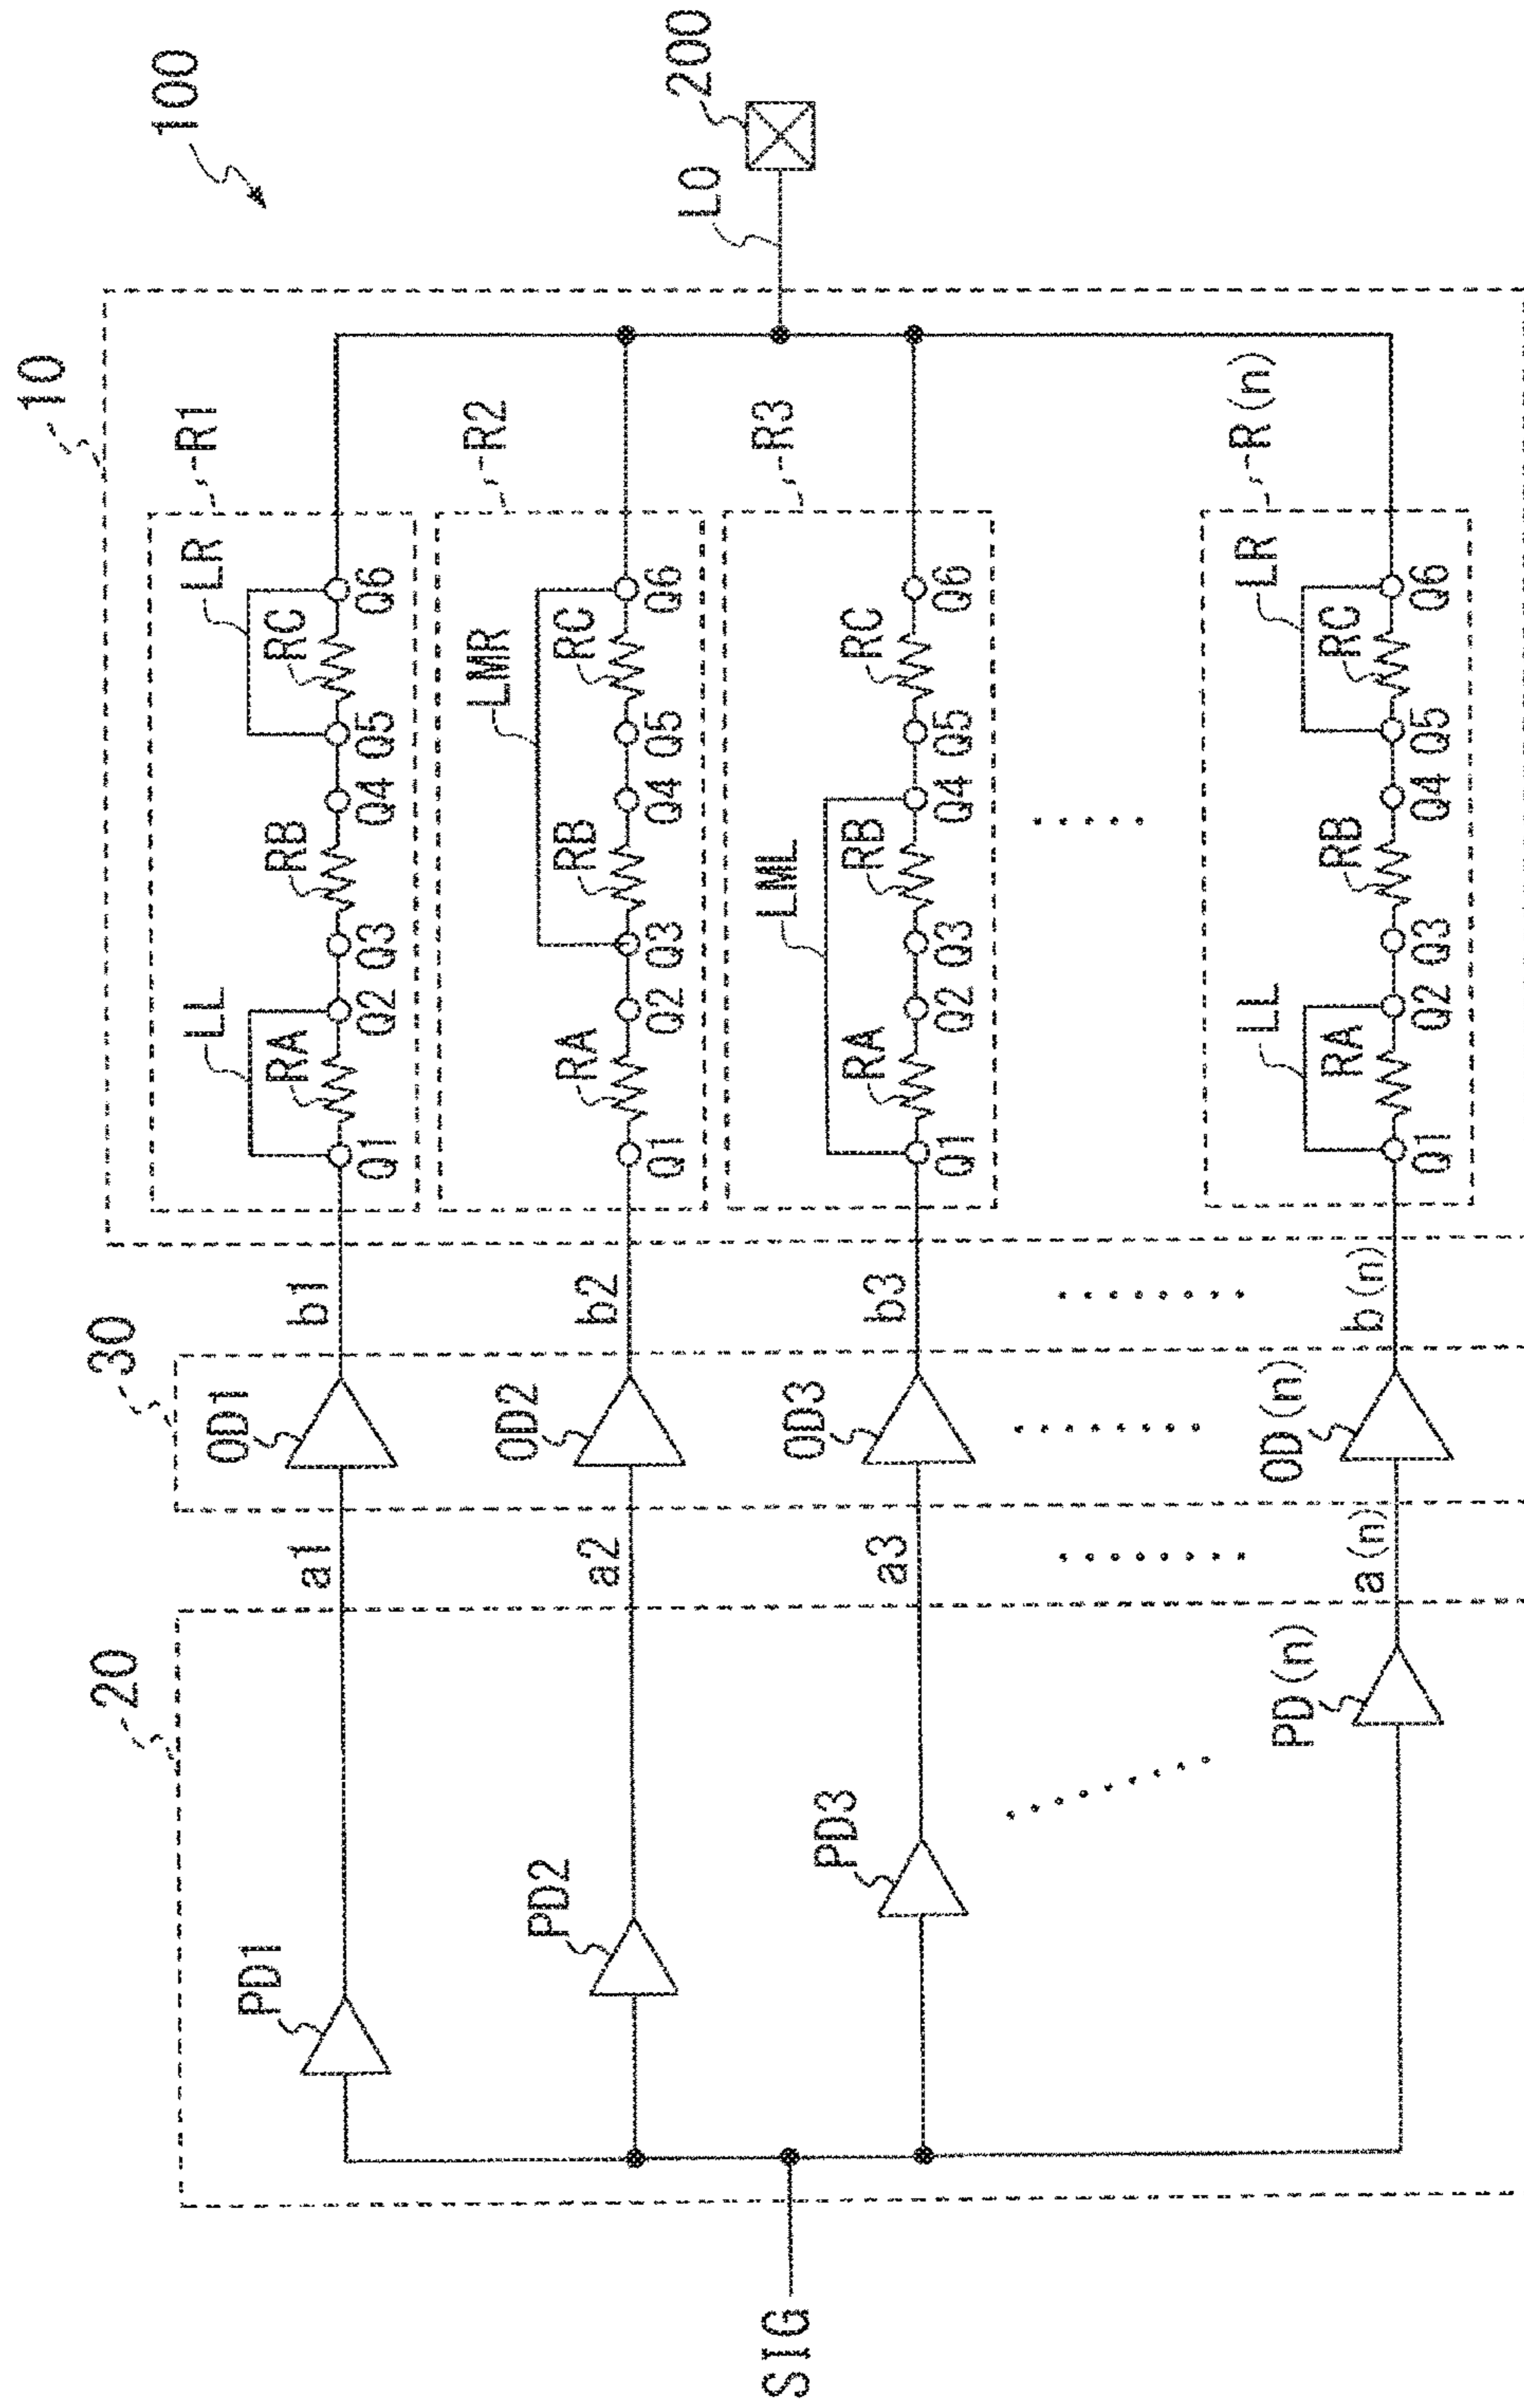 100
10
R1
LL
LR
RA
RB
RC
Q1 Q2 Q3 Q4 Q5 Q6
R2
LMR
RA
RB
RC
Q1 Q2 Q3 Q4 Q5 Q6
R3
LML
RA
RB
RC
Q1 Q2 Q3 Q4 Q5 Q6
R(n)
LL
LR
RA
RB
RC
Q1 Q2 Q3 Q4 Q5 Q6
LO
200
30
OD1
b1
OD2
b2
OD3
b3
OD(n)
b(n)
20
PD1
a1
PD2
a2
PD3
a3
PD(n)
a(n)
SIG